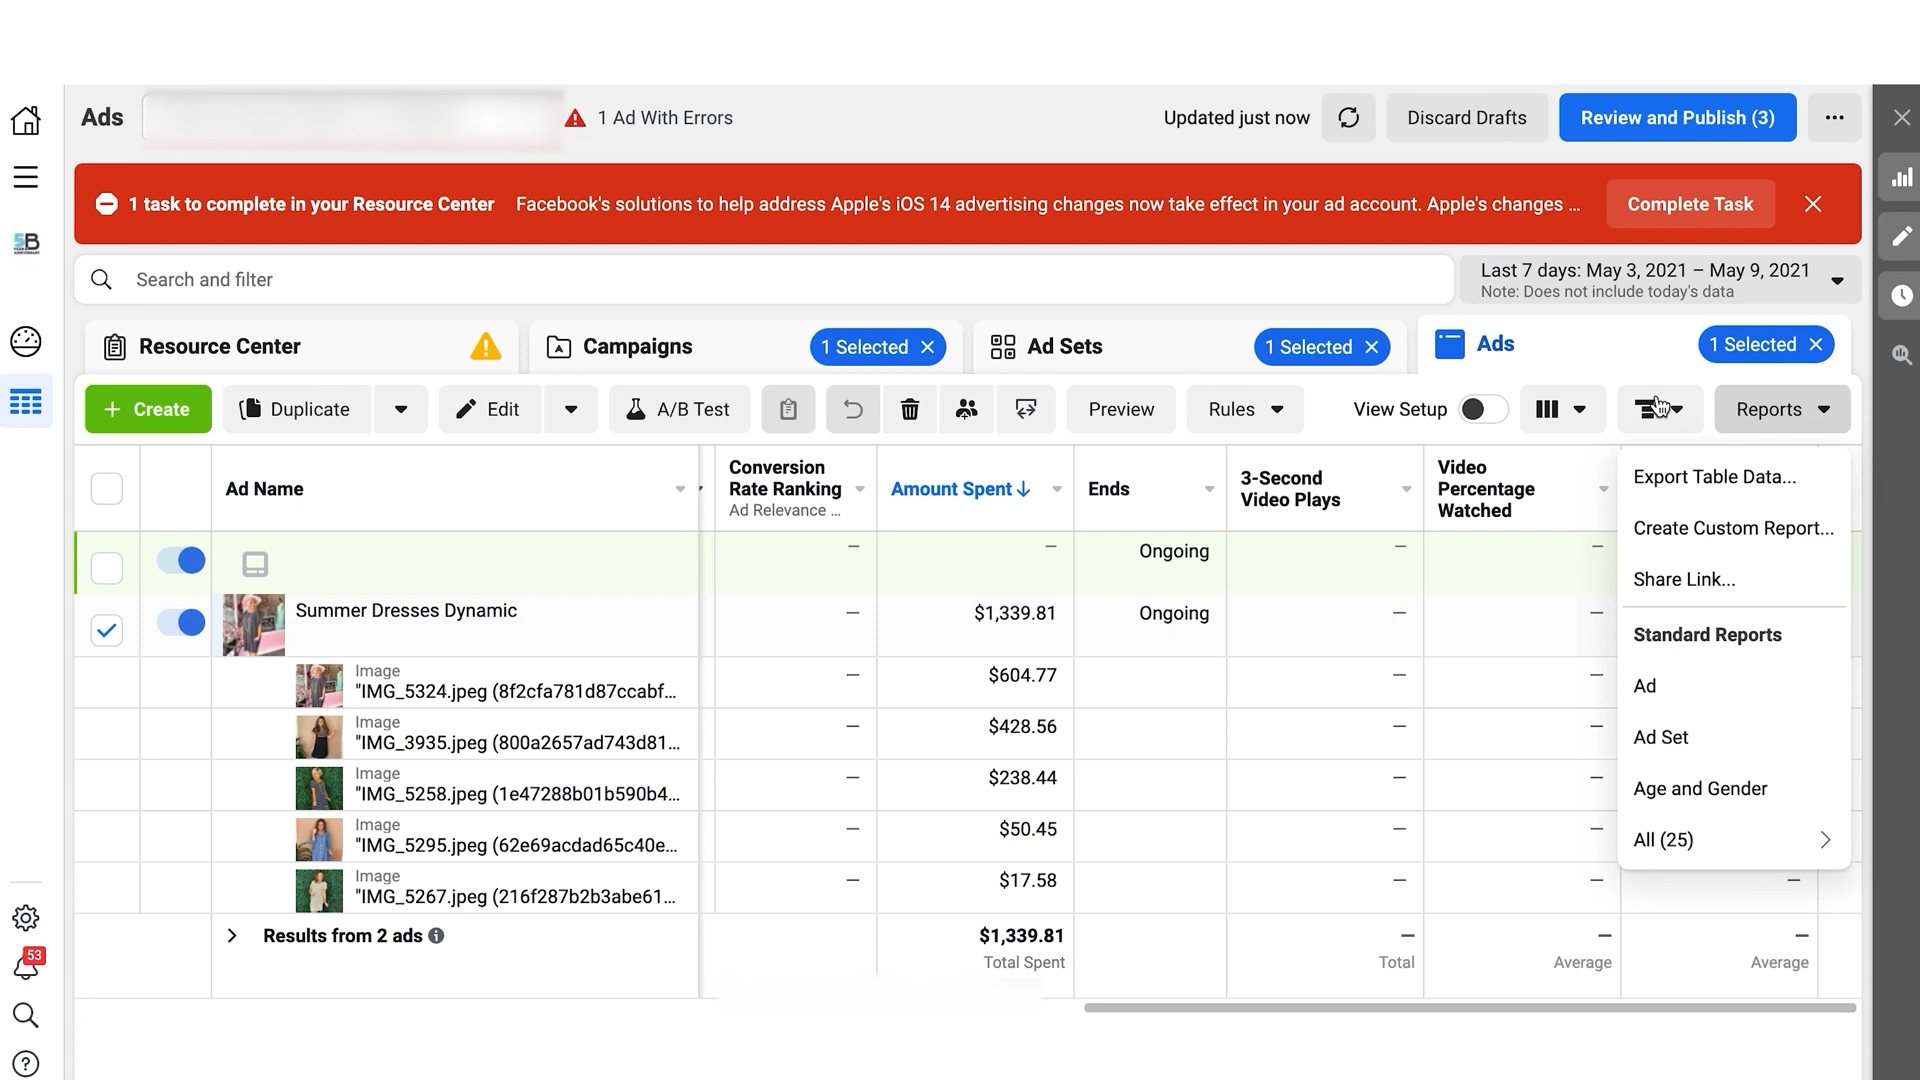 Ads
1 Ad With Errors
Updated just now
Discard Drafts
Review and Publish (3)
1 task to complete in your Resource Center
Facebook's solutions to help address Apple's iOS 14 advertising changes now take effect in your ad account. Apple's changes ...
Complete Task
Search and filter
Last 7 days: May 3, 2021 – May 9, 2021
Note: Does not include today's data
Resource Center
Campaigns
1 Selected
Ad Sets
1 Selected
Ads
1 Selected
+ Create
Duplicate
Edit
A/B Test
Preview
Rules
View Setup
Reports
Ad Name
Conversion
Rate Ranking
Ad Relevance ...
Amount Spent↓
Ends
3-Second
Video Plays
Video
Percentage
Watched
Export Table Data...
Create Custom Report...
Share Link...
Standard Reports
Ad
Ad Set
Age and Gender
All (25)
— — Ongoing — —
Summer Dresses Dynamic
— $1,339.81 Ongoing — —
Image
"IMG_5324.jpeg (8f2cfa781d87ccabf...
— $604.77 — —
Image
"IMG_3935.jpeg (800a2657ad743d81...
— $428.56 — —
Image
"IMG_5258.jpeg (1e47288b01b590b4...
— $238.44 — —
Image
"IMG_5295.jpeg (62e69acdad65c40e...
— $50.45 — —
Image
"IMG_5267.jpeg (216f287b2b3abe61...
— $17.58 — — —
Results from 2 ads
$1,339.81
Total Spent
—
Total
—
Average
—
Average
53
5B